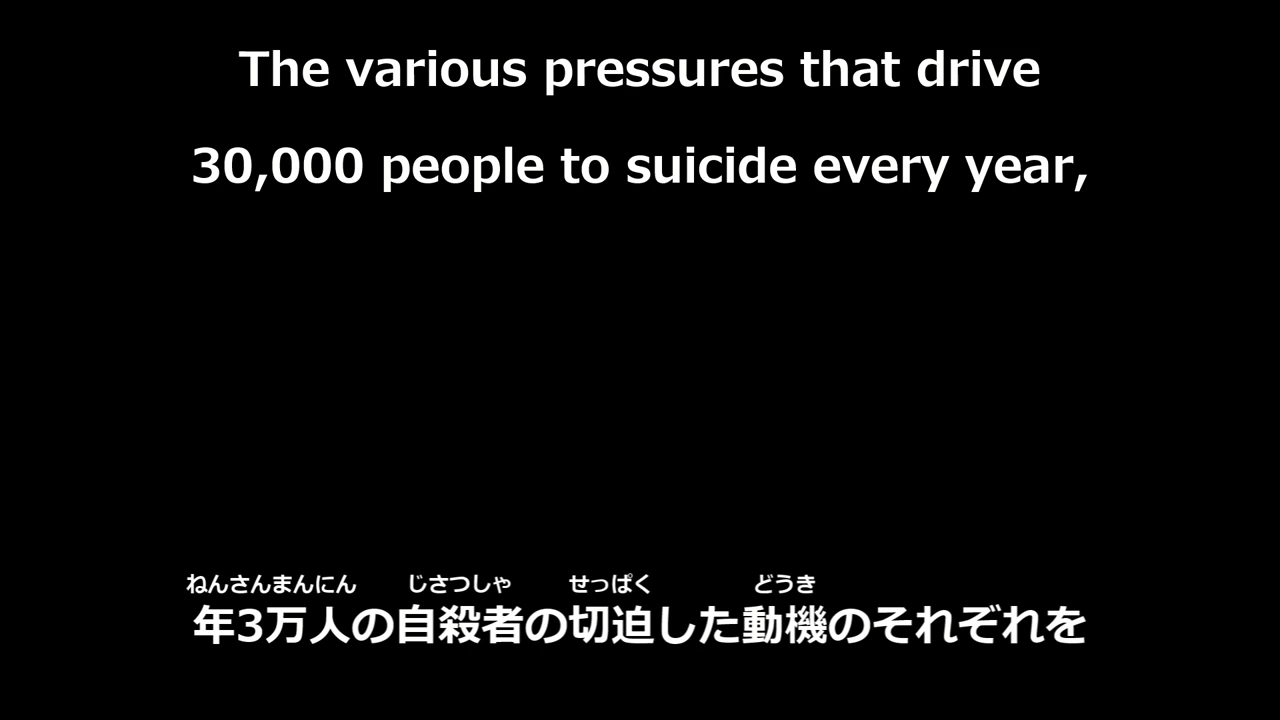 The various pressures that drive
30,000 people to suicide every year,
ねんさんまんにん じさつしゃ せっぱく どうき
年3万人の自殺者の切迫した動機のそれぞれを